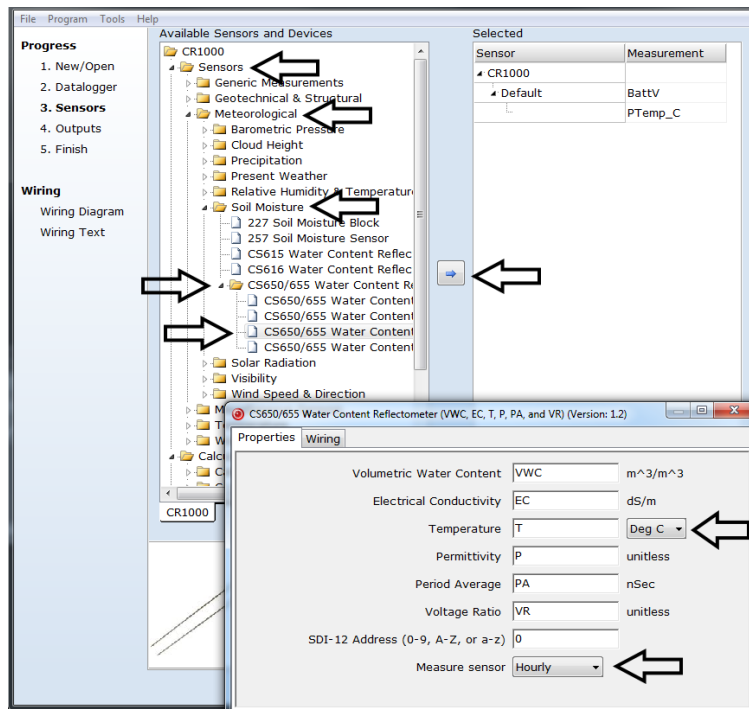 File Program Tools Help
Progress
1. New/Open
2. Datalogger
3. Sensors
4. Outputs
5. Finish
Wiring
Wiring Diagram
Wiring Text
Available Sensors and Devices
CR1000
Sensors
Generic Measurements
Geotechnical & Structural
Meteorological
Barometric Pressure
Cloud Height
Precipitation
Present Weather
Relative Humidity & Temperature
Soil Moisture
227 Soil Moisture Block
257 Soil Moisture Sensor
CS615 Water Content Reflec
CS616 Water Content Reflec
CS650/655 Water Content Re
CS650/655 Water Content
CS650/655 Water Content
CS650/655 Water Content
CS650/655 Water Content
Solar Radiation
Visibility
Wind Speed & Direction
M
T
W
Calcu
C
CR1000
Selected
Sensor Measurement
CR1000
Default BattV
PTemp_C
CS650/655 Water Content Reflectometer (VWC, EC, T, P, PA, and VR) (Version: 1.2)
Properties Wiring
Volumetric Water Content VWC m^3/m^3
Electrical Conductivity EC dS/m
Temperature T Deg C
Permittivity P unitless
Period Average PA nSec
Voltage Ratio VR unitless
SDI-12 Address (0-9, A-Z, or a-z) 0
Measure sensor Hourly